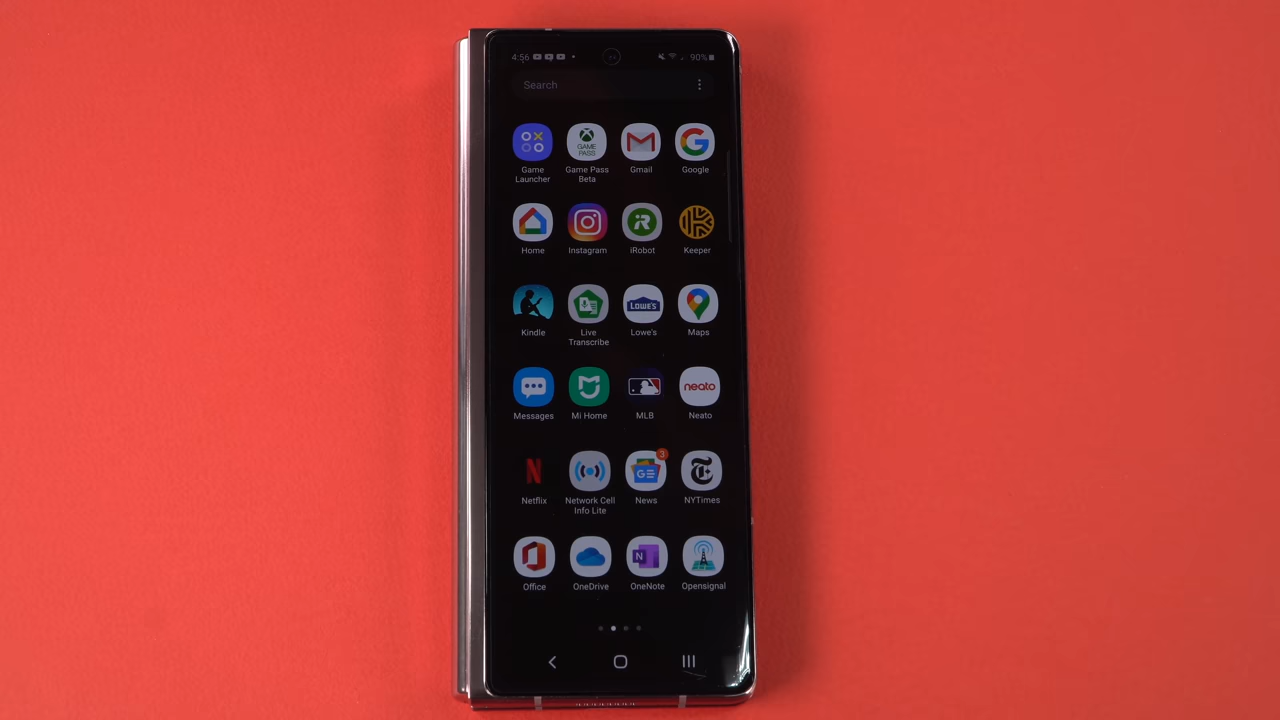 4:56
90%
Search
GAME
PASS
Game
Launcher
Game Pass
Beta
Gmail
Google
iR
Home
Instagram
iRobot
Keeper
LOWE'S
Kindle
Live
Transcribe
Lowe's
Maps
neato
Messages
Mi Home
MLB
Neato
N
GE
3
Netflix
Network Cell
Info Lite
News
NYTimes
N
Office
OneDrive
OneNote
Opensignal